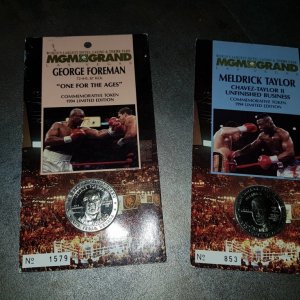 MGM GRAND
GEORGE FOREMAN
"ONE FOR THE AGES"
COMMEMORATIVE TOKEN
1994 LIMITED EDITION
No 1579
MGM GRAND
MELDRICK TAYLOR
CHAVEZ-TAYLOR II
UNFINISHED BUSINESS
COMMEMORATIVE TOKEN
1994 LIMITED EDITION
No 853